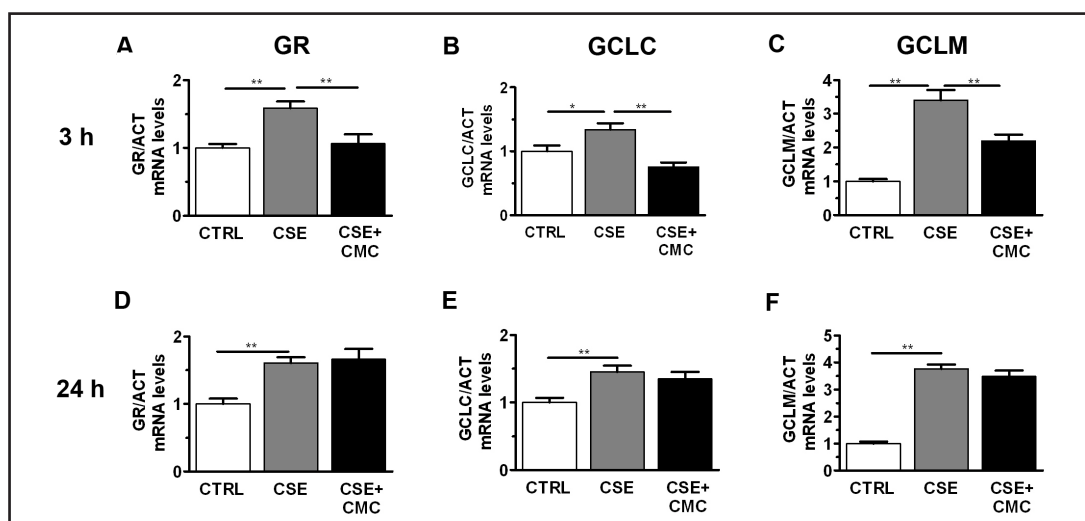 A GR
B GCLC
C GCLM
3 h
GR/ACT
mRNA levels
2
1
0
** **
CTRL CSE CSE+
CMC
GCLC/ACT
mRNA levels
2
1
0
* **
CTRL CSE CSE+
CMC
GCLM/ACT
mRNA levels
4
3
2
1
0
** **
CTRL CSE CSE+
CMC
24 h
D
GR/ACT
mRNA levels
2
1
0
**
CTRL CSE CSE+
CMC
E
GCLC/ACT
mRNA levels
2
1
0
**
CTRL CSE CSE+
CMC
F
GCLM/ACT
mRNA levels
5
4
3
2
1
0
**
CTRL CSE CSE+
CMC